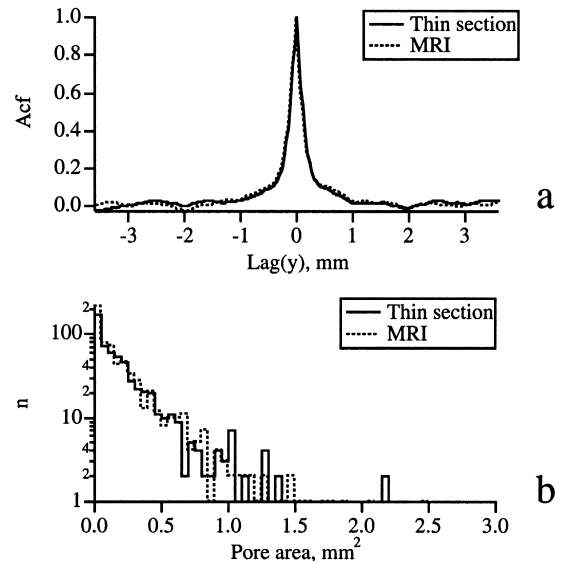 1.0
0.8
0.6
0.4
0.2
0.0
Acf
Thin section
MRI
-3 -2 -1 0 1 2 3
Lag(y), mm
a
2
100
4
2
10
4
2
1
n
Thin section
MRI
0.0 0.5 1.0 1.5 2.0 2.5 3.0
Pore area, mm²
b